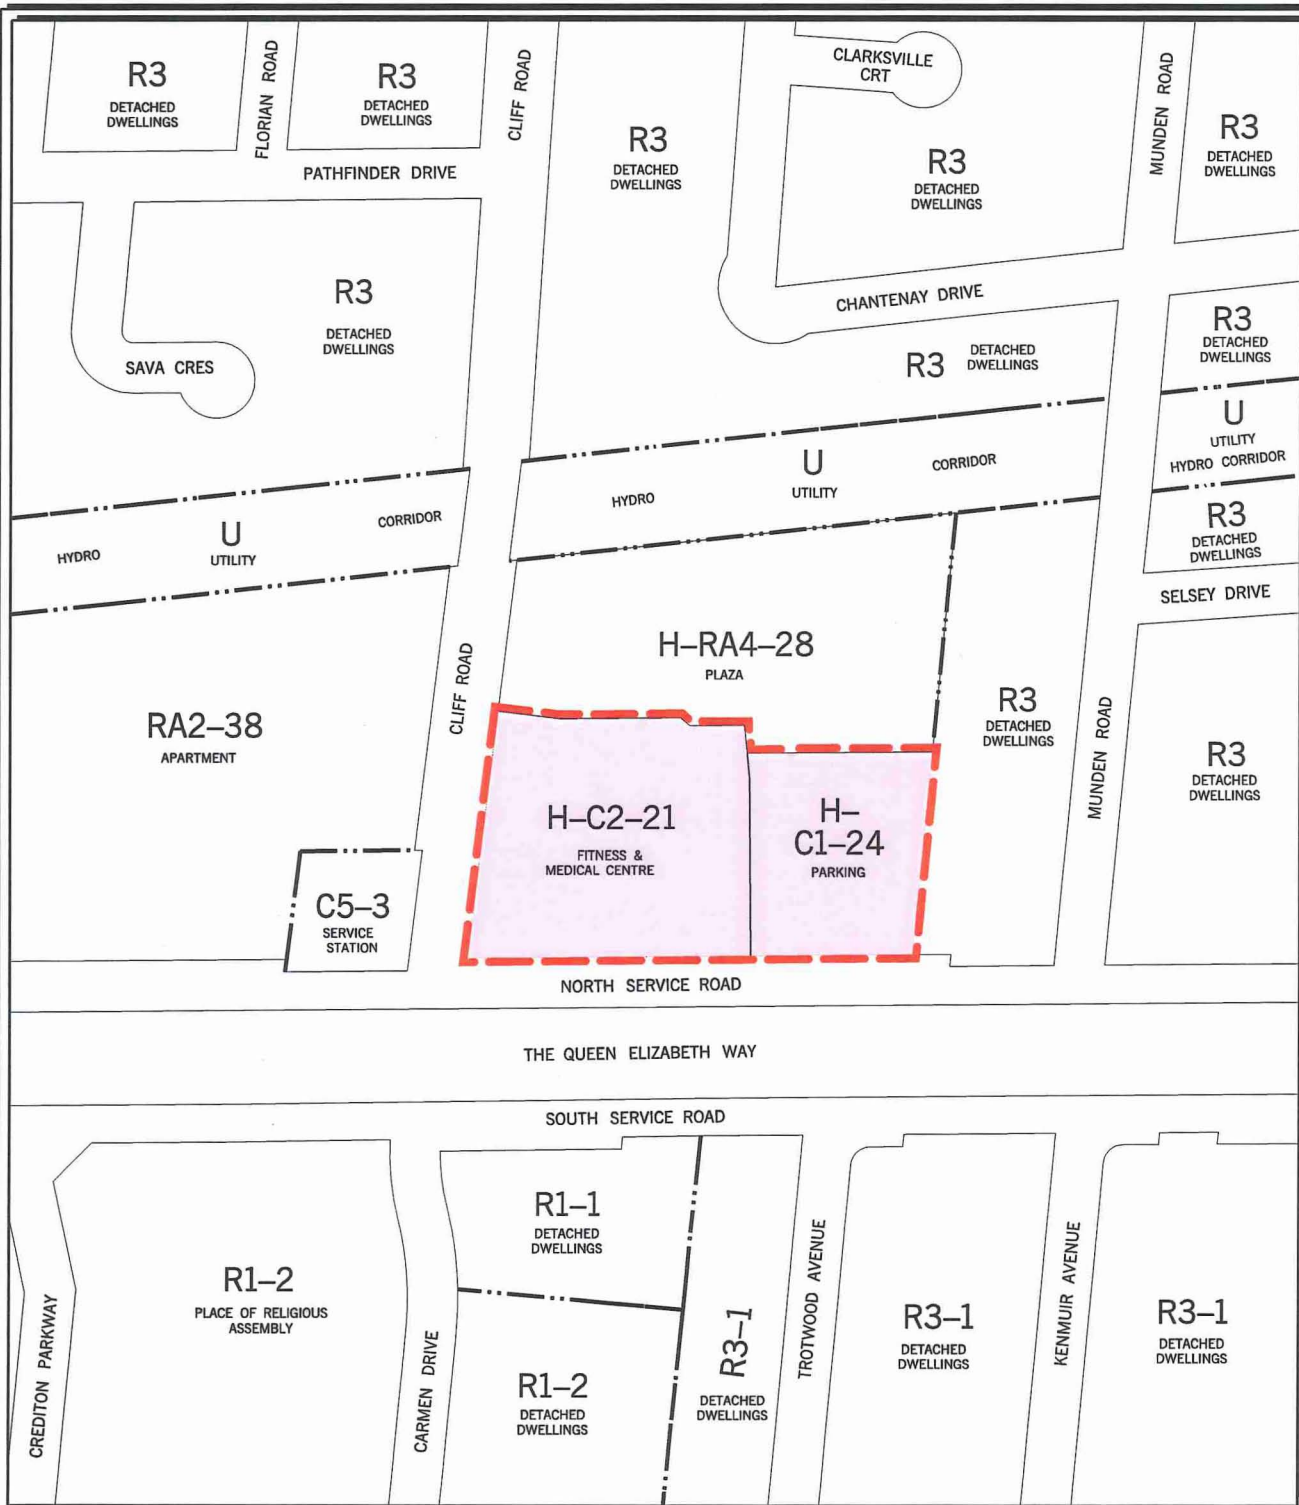 R3
DETACHED
DWELLINGS
FLORIAN ROAD
R3
DETACHED
DWELLINGS
CLIFF ROAD
R3
DETACHED
DWELLINGS
CLARKSVILLE
CRT
R3
DETACHED
DWELLINGS
MUNDEN ROAD
R3
DETACHED
DWELLINGS
PATHFINDER DRIVE
R3
DETACHED
DWELLINGS
SAVA CRES
CHANTENAY DRIVE
R3
DETACHED
DWELLINGS
R3
DETACHED
DWELLINGS
U
UTILITY
HYDRO CORRIDOR
HYDRO
U
UTILITY
CORRIDOR
HYDRO
U
UTILITY
CORRIDOR
R3
DETACHED
DWELLINGS
SELSEY DRIVE
H–RA4–28
PLAZA
CLIFF ROAD
RA2–38
APARTMENT
R3
DETACHED
DWELLINGS
MUNDEN ROAD
R3
DETACHED
DWELLINGS
H–C2–21
FITNESS &
MEDICAL CENTRE
H–
C1–24
PARKING
C5–3
SERVICE
STATION
NORTH SERVICE ROAD
THE QUEEN ELIZABETH WAY
SOUTH SERVICE ROAD
R1–1
DETACHED
DWELLINGS
R1–2
PLACE OF RELIGIOUS
ASSEMBLY
CREDITON PARKWAY
CARMEN DRIVE
R1–2
DETACHED
DWELLINGS
R3–1
DETACHED
DWELLINGS
TROTWOOD AVENUE
R3–1
DETACHED
DWELLINGS
KENMUIR AVENUE
R3–1
DETACHED
DWELLINGS